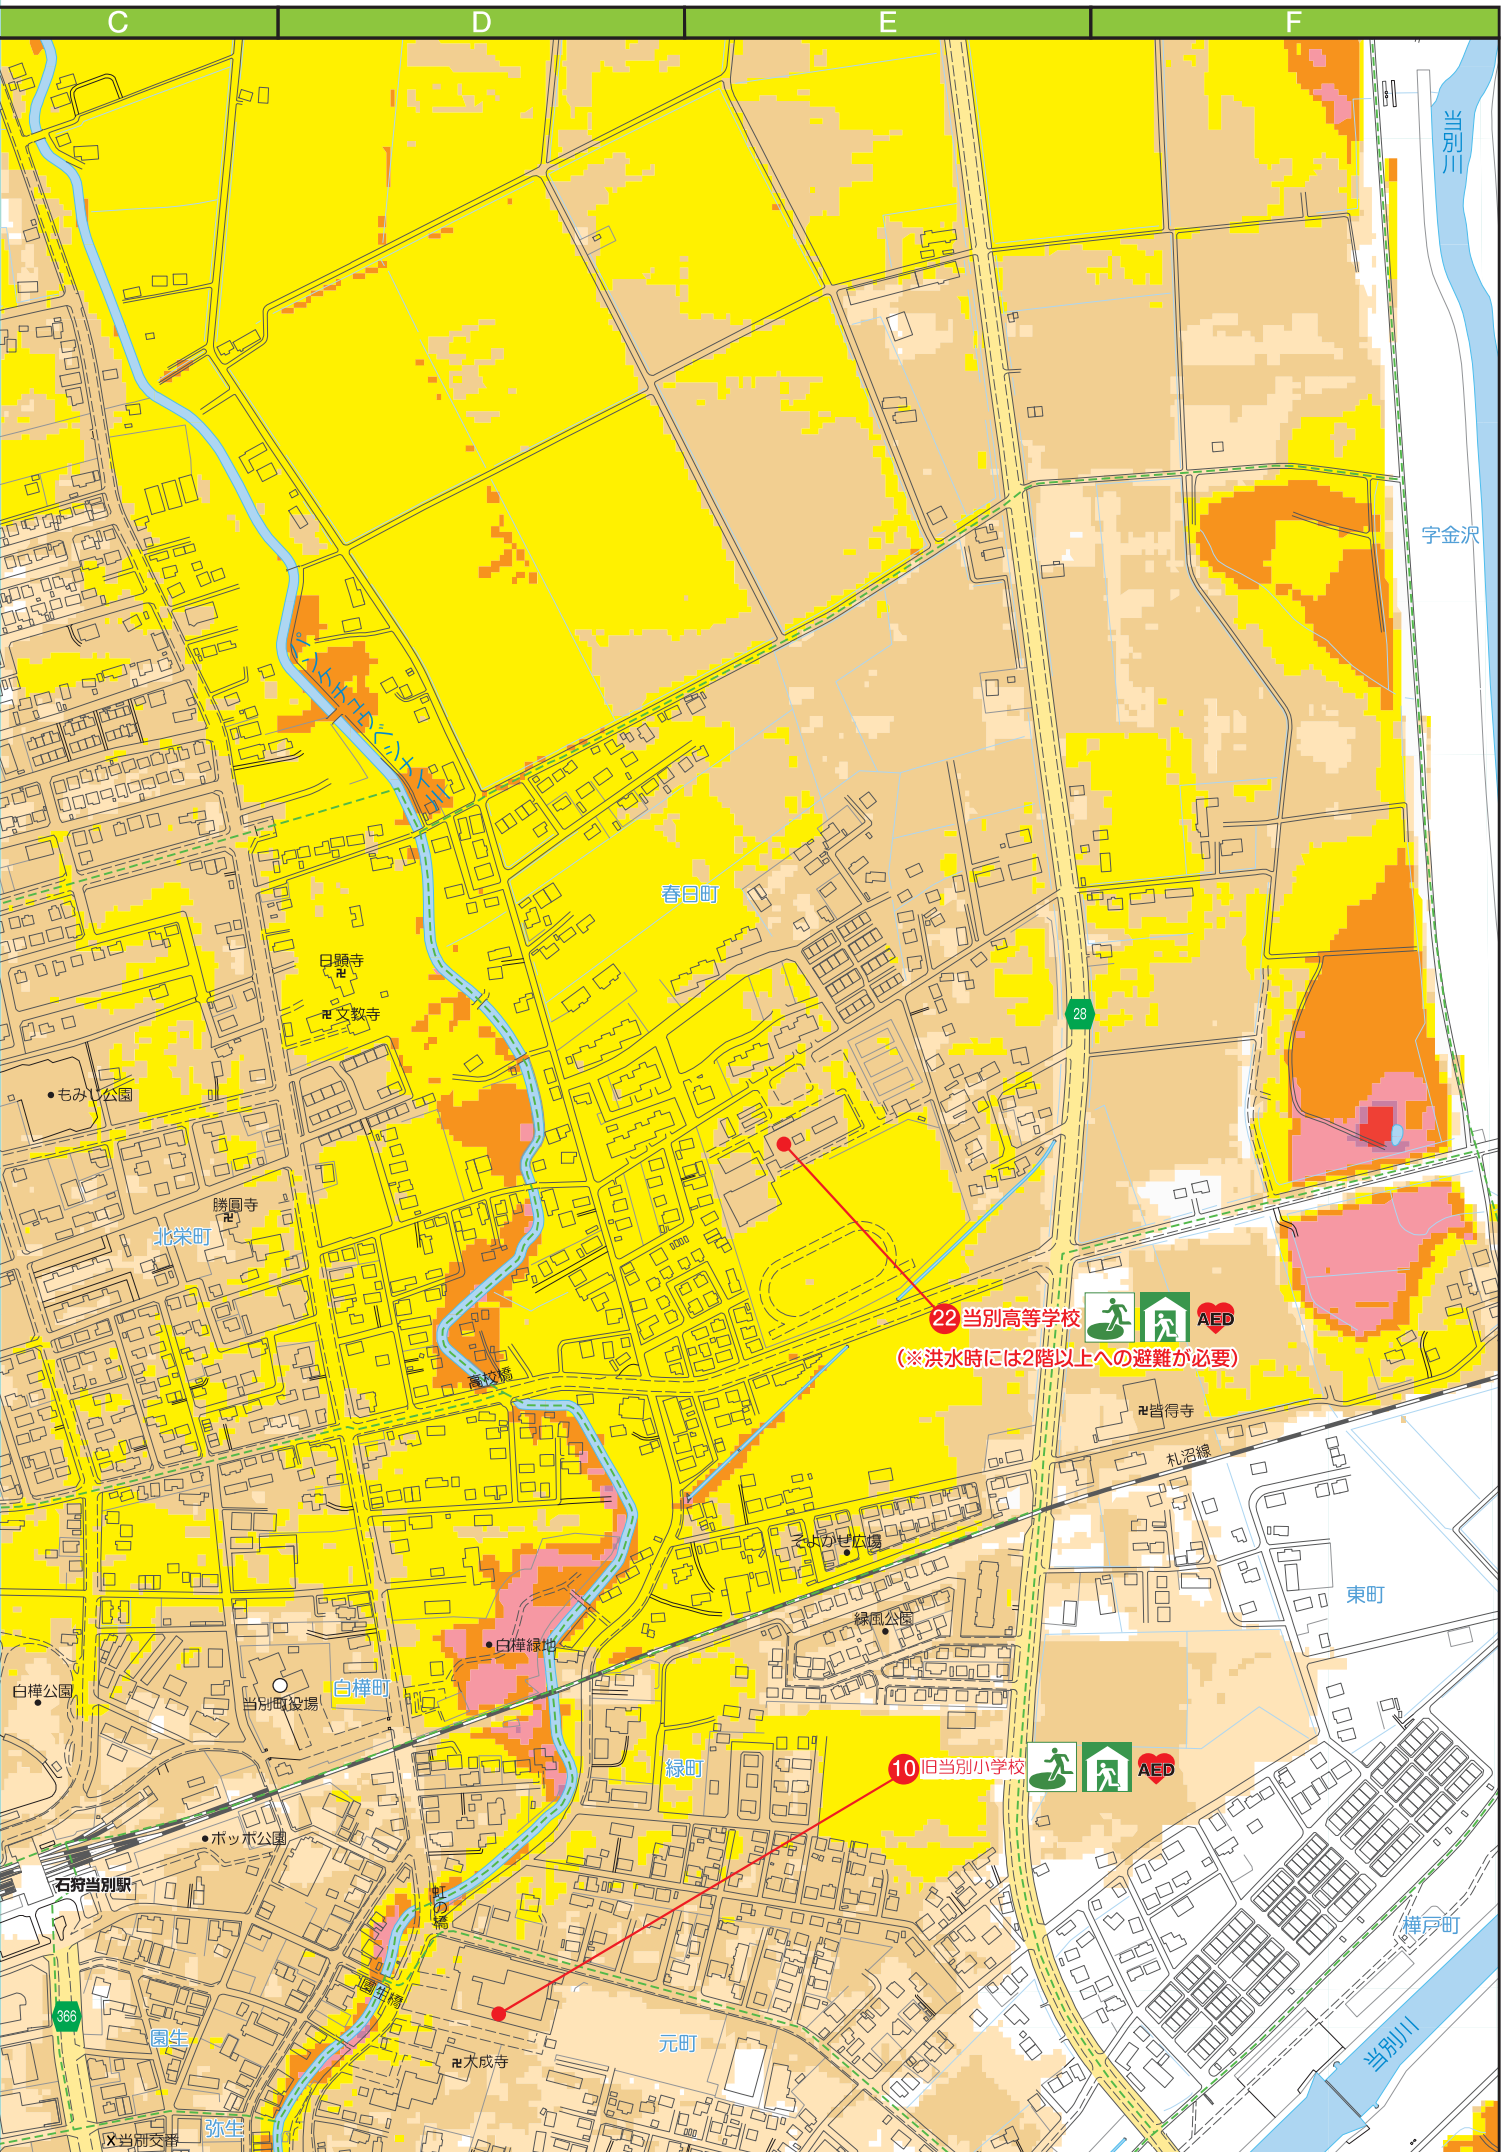 C
D
E
F
当別川
字金沢
パンケチュウベシナイ川
春日町
日顕寺
文教寺
28
もみじ公園
勝圓寺
北栄町
22 当別高等学校 AED
(※洪水時には2階以上への避難が必要)
高校橋
皆得寺
札沼線
そよかぜ広場
東町
緑風公園
白樺緑地
白樺公園
当別町役場
白樺町
緑町
10 旧当別小学校 AED
ポッポ公園
石狩当別駅
虹の橋
樺戸町
園生橋
366
園生
元町
大成寺
当別川
弥生
X当別交番